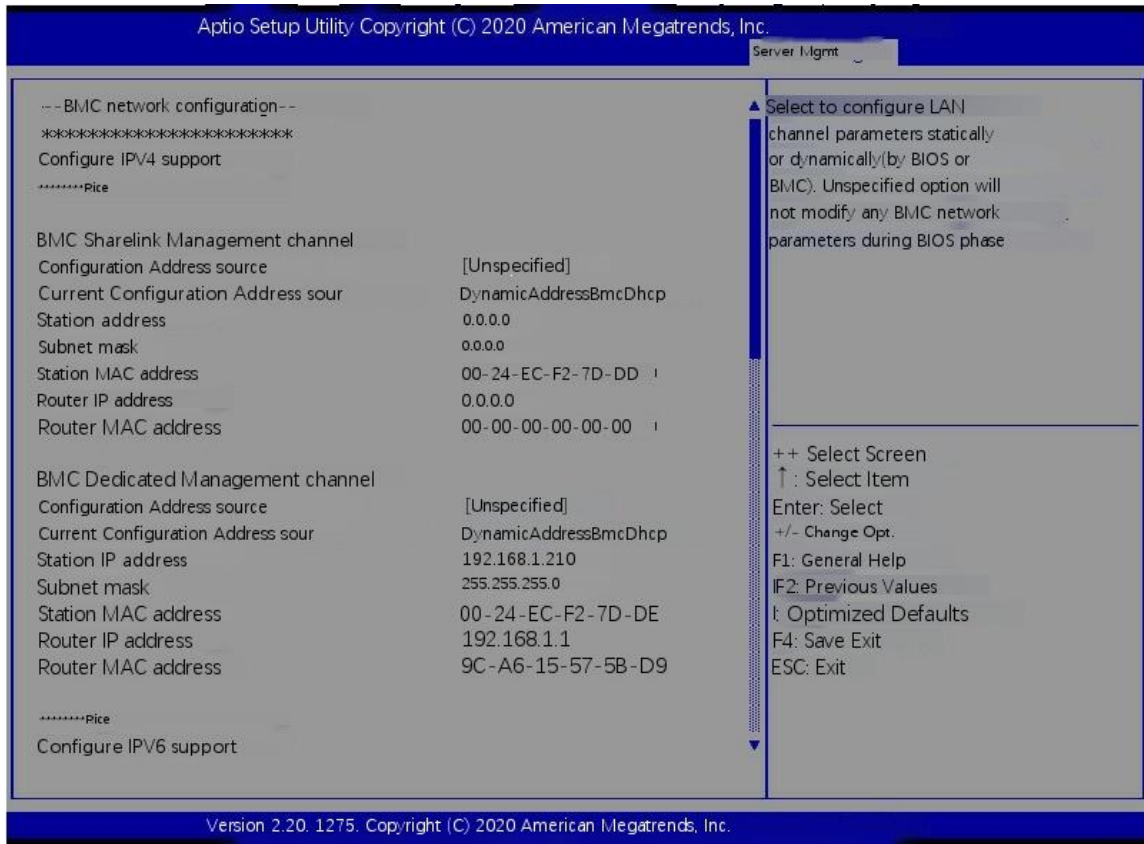 Aptio Setup Utility Copyright (C) 2020 American Megatrends, Inc.
Server Mgmt
---BMC network configuration--
**********************
Configure IPV4 support
********Pice
BMC Sharelink Management channel
Configuration Address source [Unspecified]
Current Configuration Address sour DynamicAddressBmcDhcp
Station address 0.0.0.0
Subnet mask 0.0.0.0
Station MAC address 00-24-EC-F2-7D-DD
Router IP address 0.0.0.0
Router MAC address 00-00-00-00-00-00
BMC Dedicated Management channel
Configuration Address source [Unspecified]
Current Configuration Address sour DynamicAddressBmcDhcp
Station IP address 192.168.1.210
Subnet mask 255.255.255.0
Station MAC address 00-24-EC-F2-7D-DE
Router IP address 192.168.1.1
Router MAC address 9C-A6-15-57-5B-D9
********Pice
Configure IPV6 support
Select to configure LAN
channel parameters statically
or dynamically(by BIOS or
BMC). Unspecified option will
not modify any BMC network
parameters during BIOS phase
++ Select Screen
↑ : Select Item
Enter: Select
+/- Change Opt.
F1: General Help
F2: Previous Values
: Optimized Defaults
F4: Save Exit
ESC: Exit
Version 2.20. 1275. Copyright (C) 2020 American Megatrends, Inc.